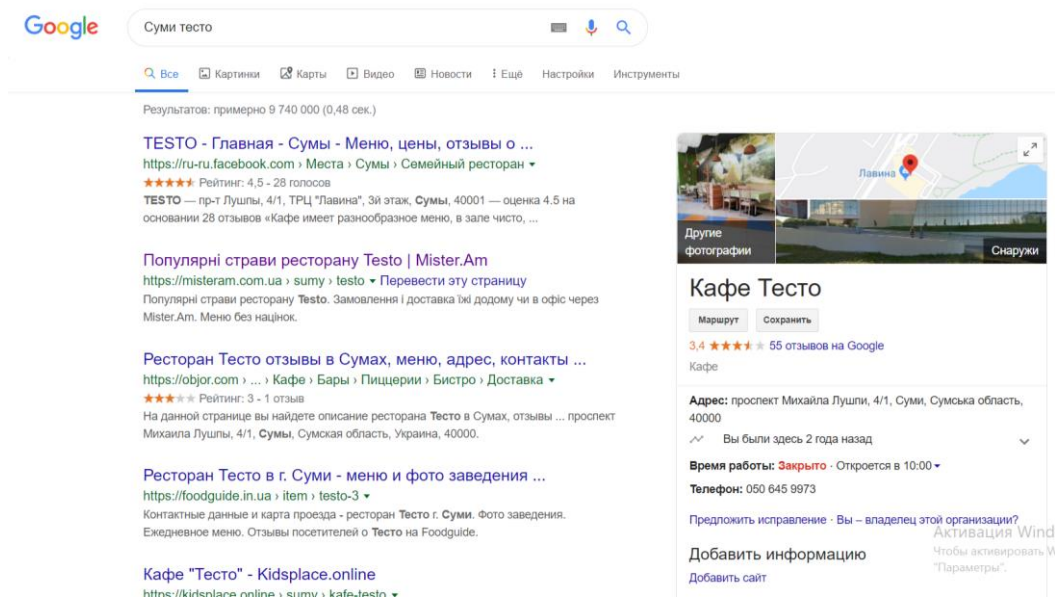 Google
Суми тесто
Все Картинки Карты Видео Новости Ещё Настройки Инструменты
Результатов: примерно 9 740 000 (0,48 сек.)
TESTO - Главная - Сумы - Меню, цены, отзывы о ...
https://ru-ru.facebook.com › Места › Сумы › Семейный ресторан
Рейтинг: 4,5 - 28 голосов
TESTO — пр-т Лушпы, 4/1, ТРЦ "Лавина", 3й этаж, Сумы, 40001 — оценка 4.5 на
основании 28 отзывов «Кафе имеет разнообразное меню, в зале чисто, ...
Популярні страви ресторану Testo | Mister.Am
https://misteram.com.ua › sumy › testo Перевести эту страницу
Популярні страви ресторану Testo. Замовлення і доставка їжі додому чи в офіс через
Mister.Am. Меню без націнок.
Ресторан Тесто отзывы в Сумах, меню, адрес, контакты ...
https://objor.com › ... › Кафе › Бары › Пиццерии › Бистро › Доставка
Рейтинг: 3 - 1 отзыв
На данной странице вы найдете описание ресторана Тесто в Сумах, отзывы ... проспект
Михаила Лушпы, 4/1, Сумы, Сумская область, Украина, 40000.
Ресторан Тесто в г. Суми - меню и фото заведения ...
https://foodguide.in.ua › item › testo-3
Контактные данные и карта проезда - ресторан Тесто г. Суми. Фото заведения.
Ежедневное меню. Отзывы посетителей о Тесто на Foodguide.
Кафе "Тесто" - Kidsplace.online
https://kidsplace.online › sumy › kafe-testo
Лавина
Другие
фотографии
Снаружи
Кафе Тесто
Маршрут Сохранить
3,4 55 отзывов на Google
Кафе
Адрес: проспект Михайла Лушпи, 4/1, Суми, Сумська область,
40000
Вы были здесь 2 года назад
Время работы: Закрыто · Откроется в 10:00
Телефон: 050 645 9973
Предложить исправление · Вы – владелец этой организации?
Активация Wind
Добавить информацию
Чтобы активировать W
"Параметры".
Добавить сайт